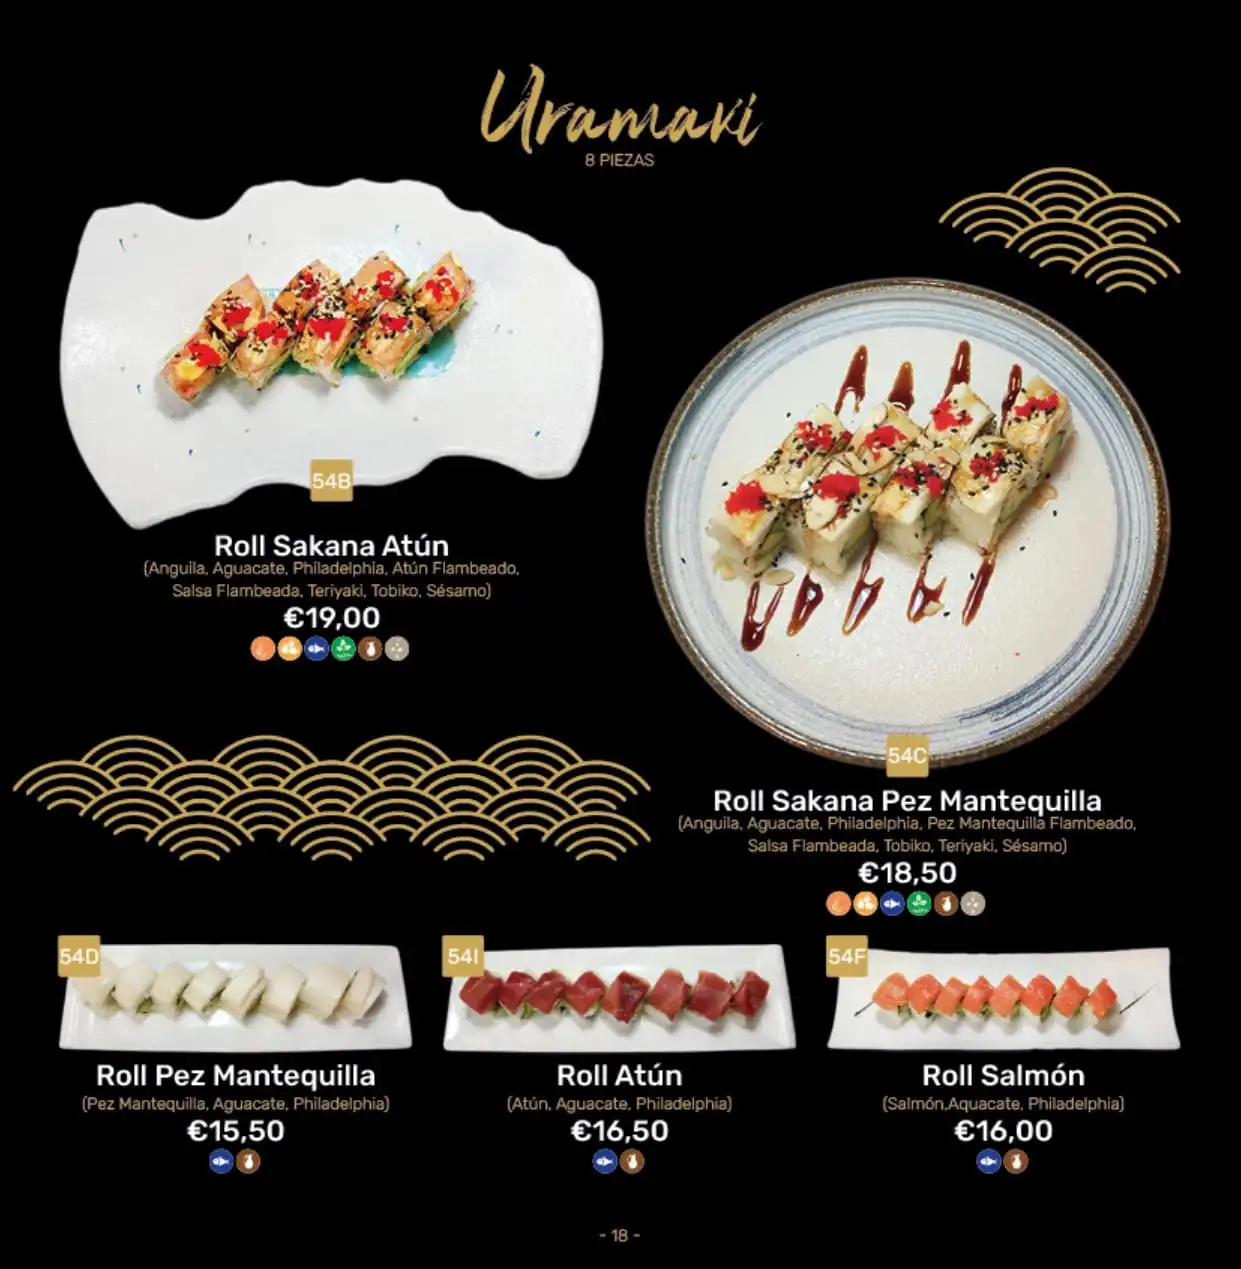 Uramaki
8 PIEZAS
54B
Roll Sakana Atún
(Anguila, Aguacate, Philadelphia, Atún Flambeado,
Salsa Flambeada, Teriyaki, Tobiko, Sésamo)
€19,00
54C
Roll Sakana Pez Mantequilla
(Anguila, Aguacate, Philadelphia, Pez Mantequilla Flambeado,
Salsa Flambeada, Tobiko, Teriyaki, Sésamo)
€18,50
54D
Roll Pez Mantequilla
(Pez Mantequilla, Aguacate, Philadelphia)
€15,50
54I
Roll Atún
(Atún, Aguacate, Philadelphia)
€16,50
54F
Roll Salmón
(Salmón,Aquacate, Philadelphia)
€16,00
- 18 -